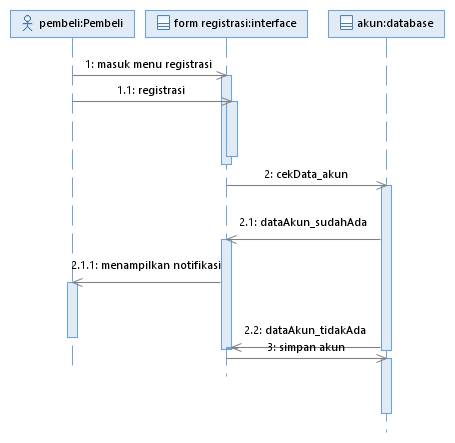 pembeli:Pembeli
form registrasi:interface
akun:database
1: masuk menu registrasi
1.1: registrasi
2: cekData_akun
2.1: dataAkun_sudahAda
2.1.1: menampilkan notifikasi
2.2: dataAkun_tidakAda
3: simpan akun